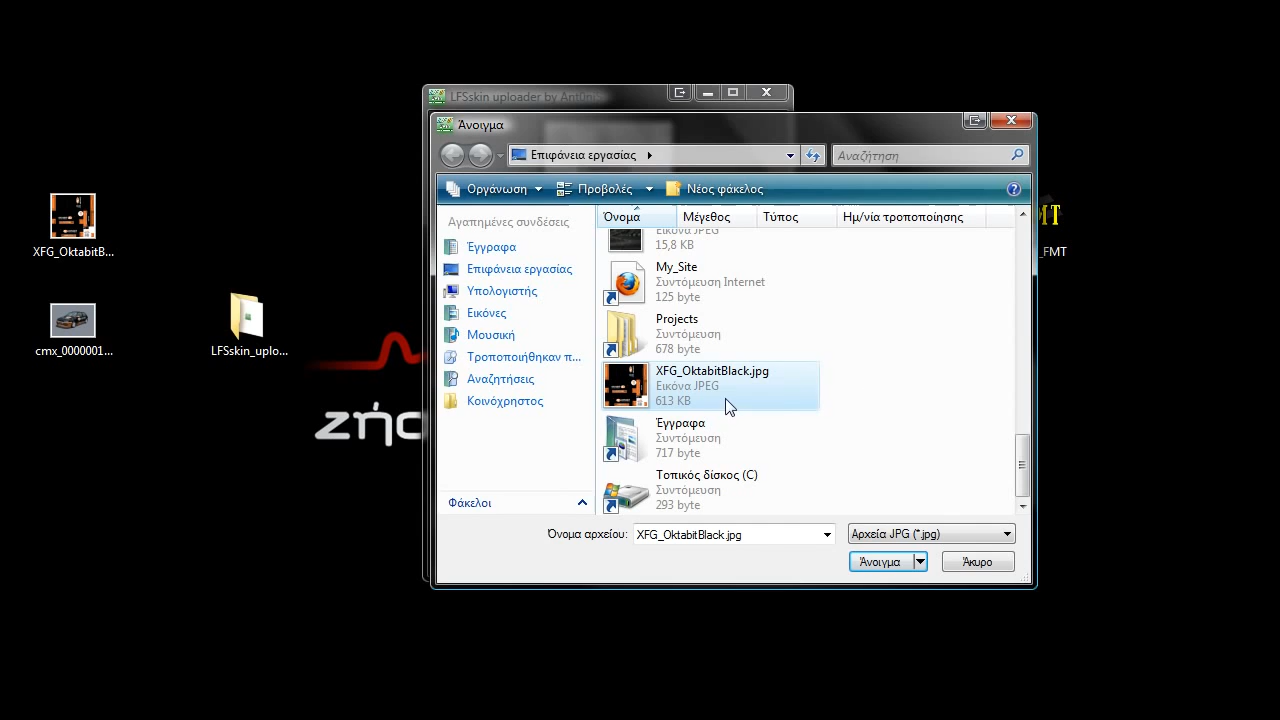 LFSskin uploader by Antuni
Άνοιγμα
Επιφάνεια εργασίας
Αναζήτηση
Οργάνωση
Προβολές
Νέος φάκελος
Αγαπημένες συνδέσεις
Έγγραφα
Επιφάνεια εργασίας
Υπολογιστής
Εικόνες
Μουσική
Τροποποιήθηκαν π...
Αναζητήσεις
Κοινόχρηστος
Φάκελοι
Όνομα
Μέγεθος
Τύπος
Ημ/νία τροποποίησης
Εικόνα JPEG
15,8 KB
My_Site
Συντόμευση Internet
125 byte
Projects
Συντόμευση
678 byte
XFG_OktabitBlack.jpg
Εικόνα JPEG
613 KB
Έγγραφα
Συντόμευση
717 byte
Τοπικός δίσκος (C)
Συντόμευση
293 byte
Όνομα αρχείου:
XFG_OktabitBlack.jpg
Αρχεία JPG (*.jpg)
Άνοιγμα
Άκυρο
XFG_OktabitB...
cmx_0000001...
LFSskin_uplo...
_FMT